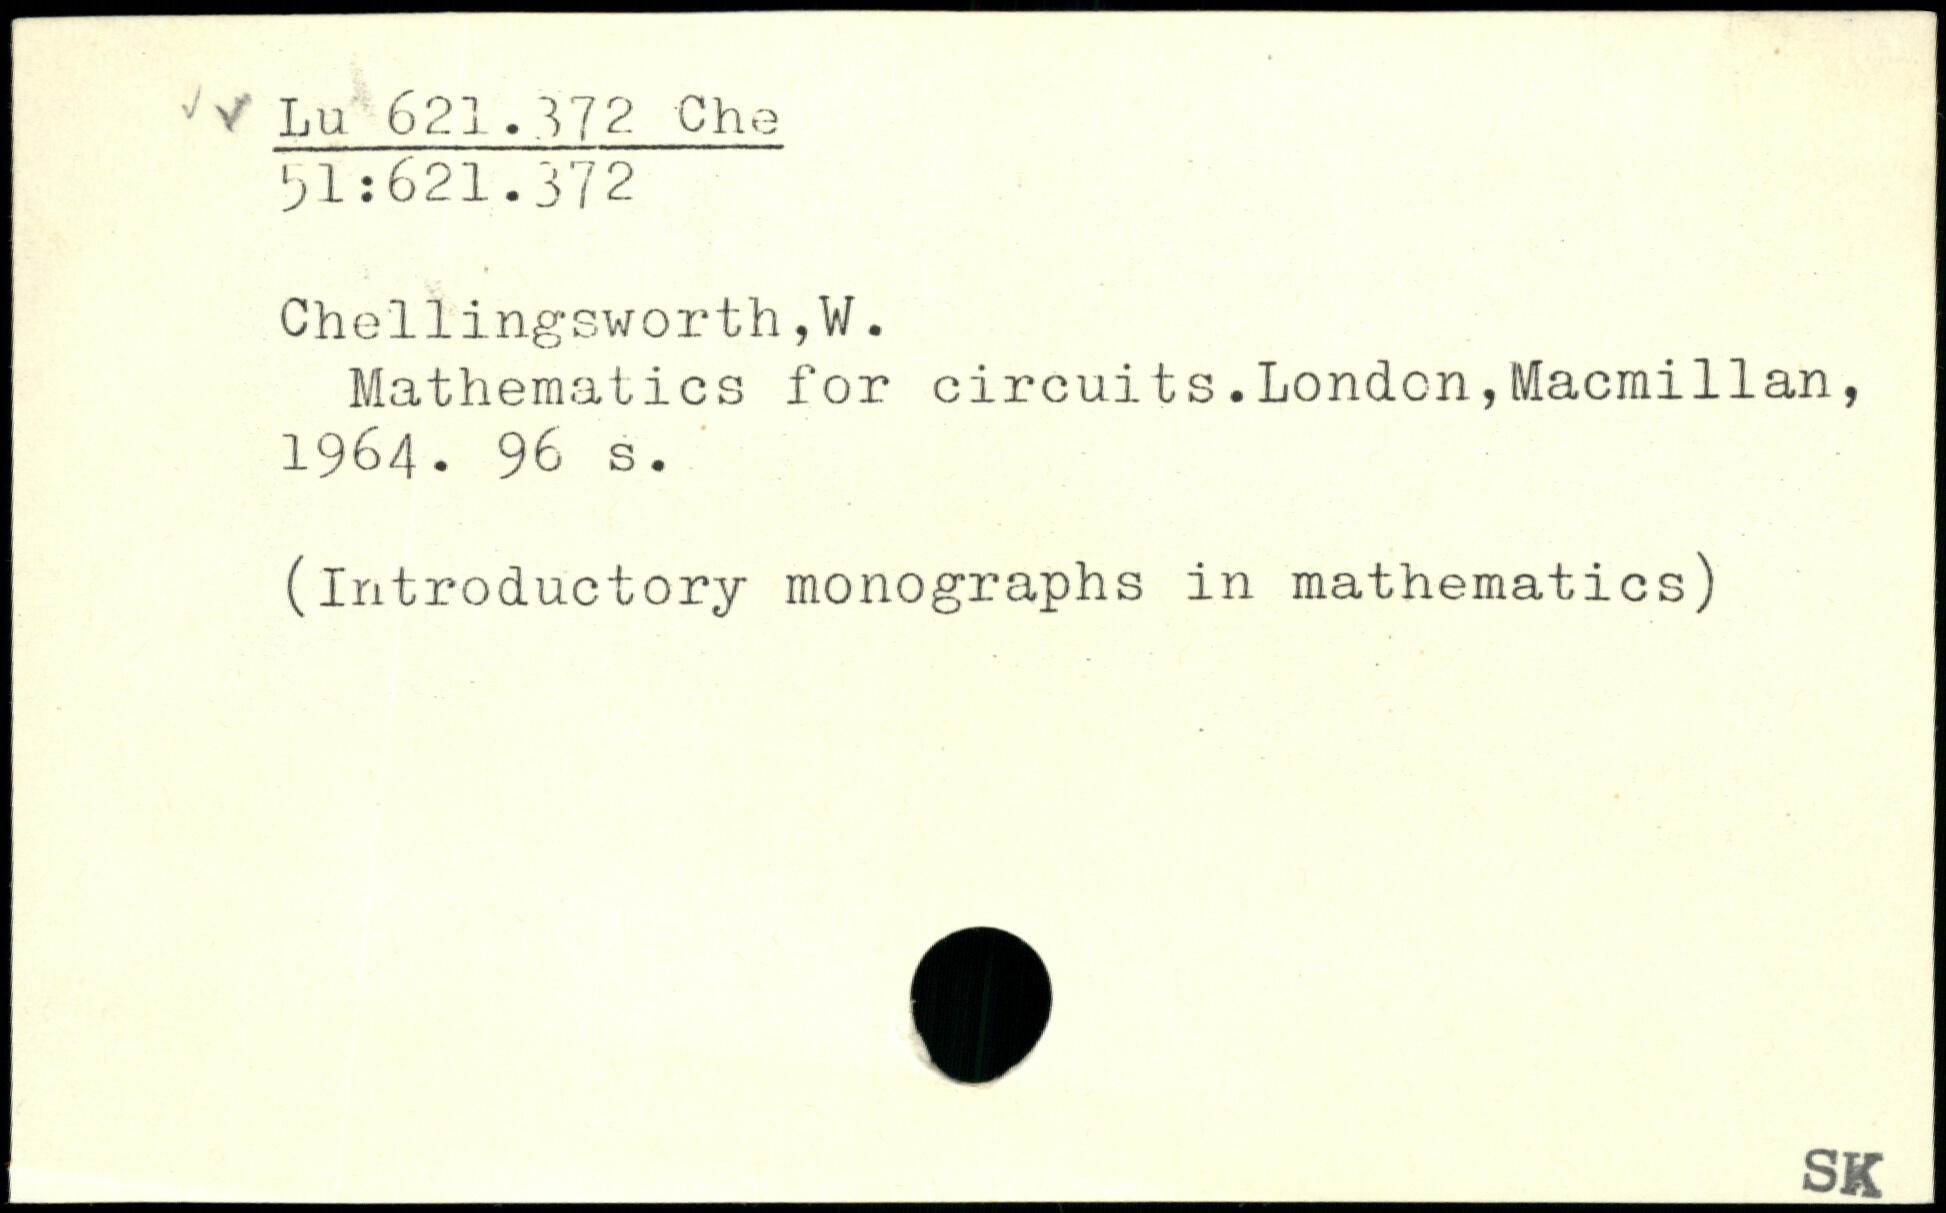 Lu 621.372 Che
51:621.372
Chellingsworth,W.
Mathematics for circuits.London,Macmillan,
1964. 96 s.
(Introductory monographs in mathematics)
SK